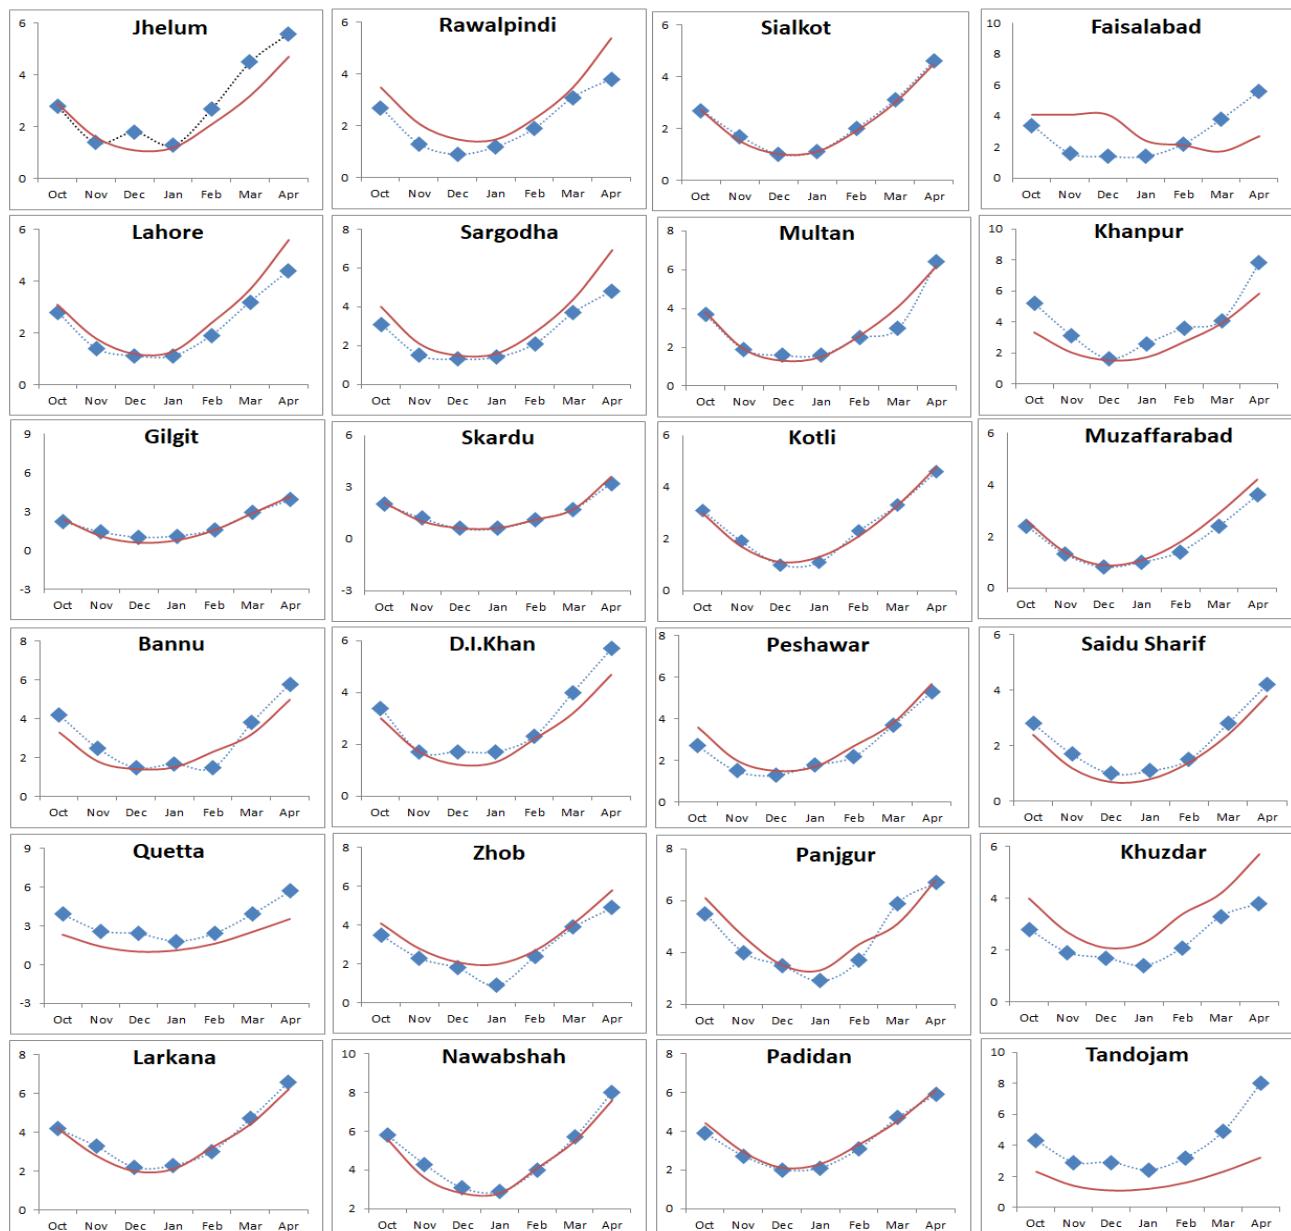 Jhelum
6
4
2
0
Oct Nov Dec Jan Feb Mar Apr
Rawalpindi
6
4
2
0
Oct Nov Dec Jan Feb Mar Apr
Sialkot
6
4
2
0
Oct Nov Dec Jan Feb Mar Apr
Faisalabad
10
8
6
4
2
0
Oct Nov Dec Jan Feb Mar Apr
Lahore
6
4
2
0
Oct Nov Dec Jan Feb Mar Apr
Sargodha
8
6
4
2
0
Oct Nov Dec Jan Feb Mar Apr
Multan
8
6
4
2
0
Oct Nov Dec Jan Feb Mar Apr
Khanpur
10
8
6
4
2
0
Oct Nov Dec Jan Feb Mar Apr
Gilgit
9
6
3
0
-3
Oct Nov Dec Jan Feb Mar Apr
Skardu
6
3
0
-3
Oct Nov Dec Jan Feb Mar Apr
Kotli
6
4
2
0
Oct Nov Dec Jan Feb Mar Apr
Muzaffarabad
6
4
2
0
Oct Nov Dec Jan Feb Mar Apr
Bannu
8
6
4
2
0
Oct Nov Dec Jan Feb Mar Apr
D.I.Khan
6
4
2
0
Oct Nov Dec Jan Feb Mar Apr
Peshawar
8
6
4
2
0
Oct Nov Dec Jan Feb Mar Apr
Saidu Sharif
6
4
2
0
Oct Nov Dec Jan Feb Mar Apr
Quetta
9
6
3
0
-3
Oct Nov Dec Jan Feb Mar Apr
Zhob
8
6
4
2
0
Oct Nov Dec Jan Feb Mar Apr
Panjgur
8
6
4
2
Oct Nov Dec Jan Feb Mar Apr
Khuzdar
6
4
2
0
Oct Nov Dec Jan Feb Mar Apr
Larkana
8
6
4
2
0
Oct Nov Dec Jan Feb Mar Apr
Nawabshah
10
8
6
4
2
Oct Nov Dec Jan Feb Mar Apr
Padidan
8
6
4
2
0
Oct Nov Dec Jan Feb Mar Apr
Tandojam
10
8
6
4
2
0
Oct Nov Dec Jan Feb Mar Apr